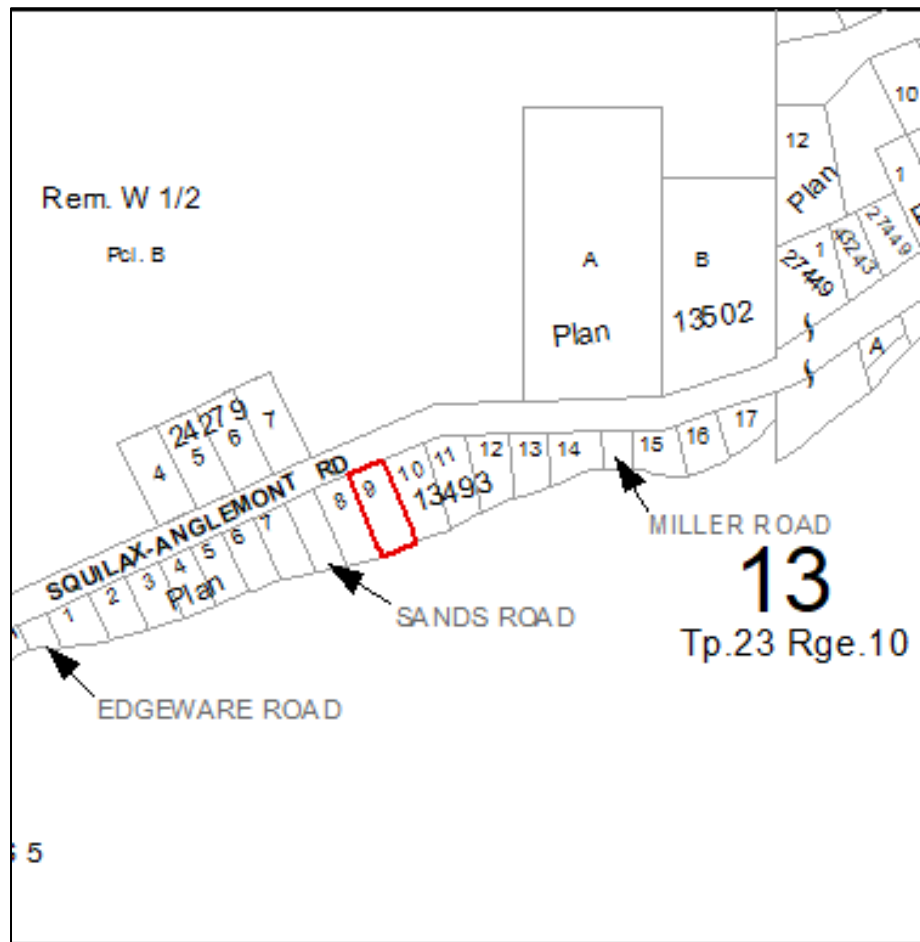 10
12
Plan
1
Rem. W 1/2
Pcl. B
A
B
1
27449
43243
27449
Plan
13502
A
24279
4
5
6
7
SQUILAX-ANGLEMONT RD
1
2
3
4
5
6
7
8
9
10
11
12
13
14
15
16
17
Plan
13493
MILLER ROAD
13
Tp.23 Rge.10
SANDS ROAD
EDGEWARE ROAD
5